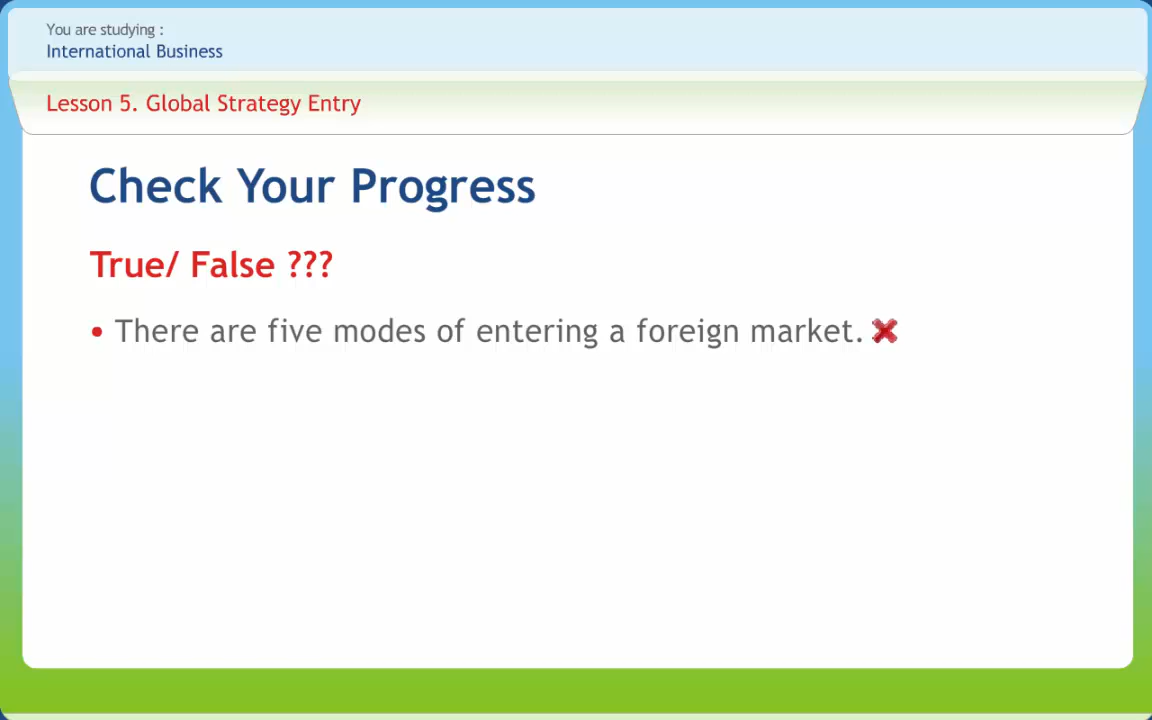 You are studying :
International Business
Lesson 5. Global Strategy Entry
Check Your Progress
True/ False ???
• There are five modes of entering a foreign market.